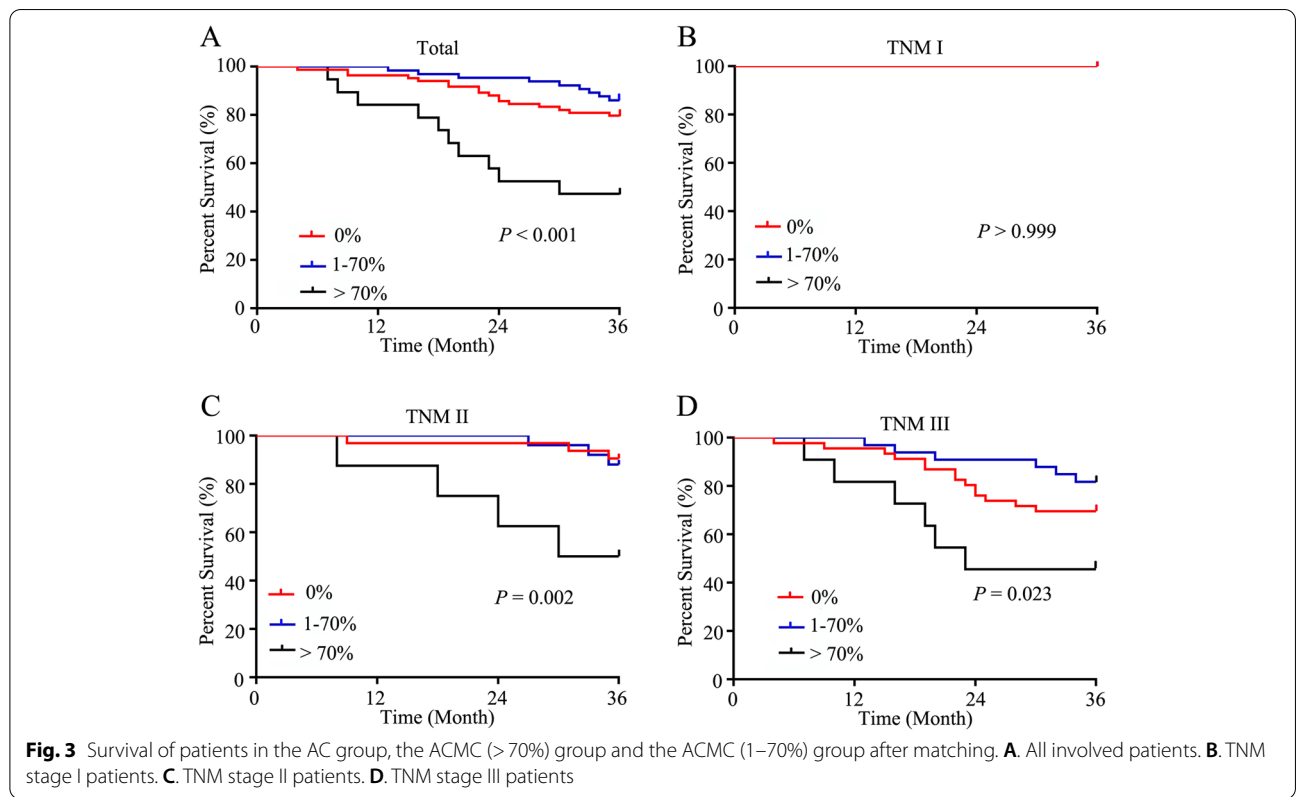 A
Total
100
80
60
40
20
0
Percent Survival (%)
0%
1-70%
> 70%
P < 0.001
0 12 24 36
Time (Month)
B
TNM I
100
80
60
40
20
0
Percent Survival (%)
0%
1-70%
> 70%
P > 0.999
0 12 24 36
Time (Month)
C
TNM II
100
80
60
40
20
0
Percent Survival (%)
0%
1-70%
> 70%
P = 0.002
0 12 24 36
Time (Month)
D
TNM III
100
80
60
40
20
0
Percent Survival (%)
0%
1-70%
> 70%
P = 0.023
0 12 24 36
Time (Month)
Fig. 3 Survival of patients in the AC group, the ACMC (> 70%) group and the ACMC (1–70%) group after matching. A. All involved patients. B. TNM
stage I patients. C. TNM stage II patients. D. TNM stage III patients